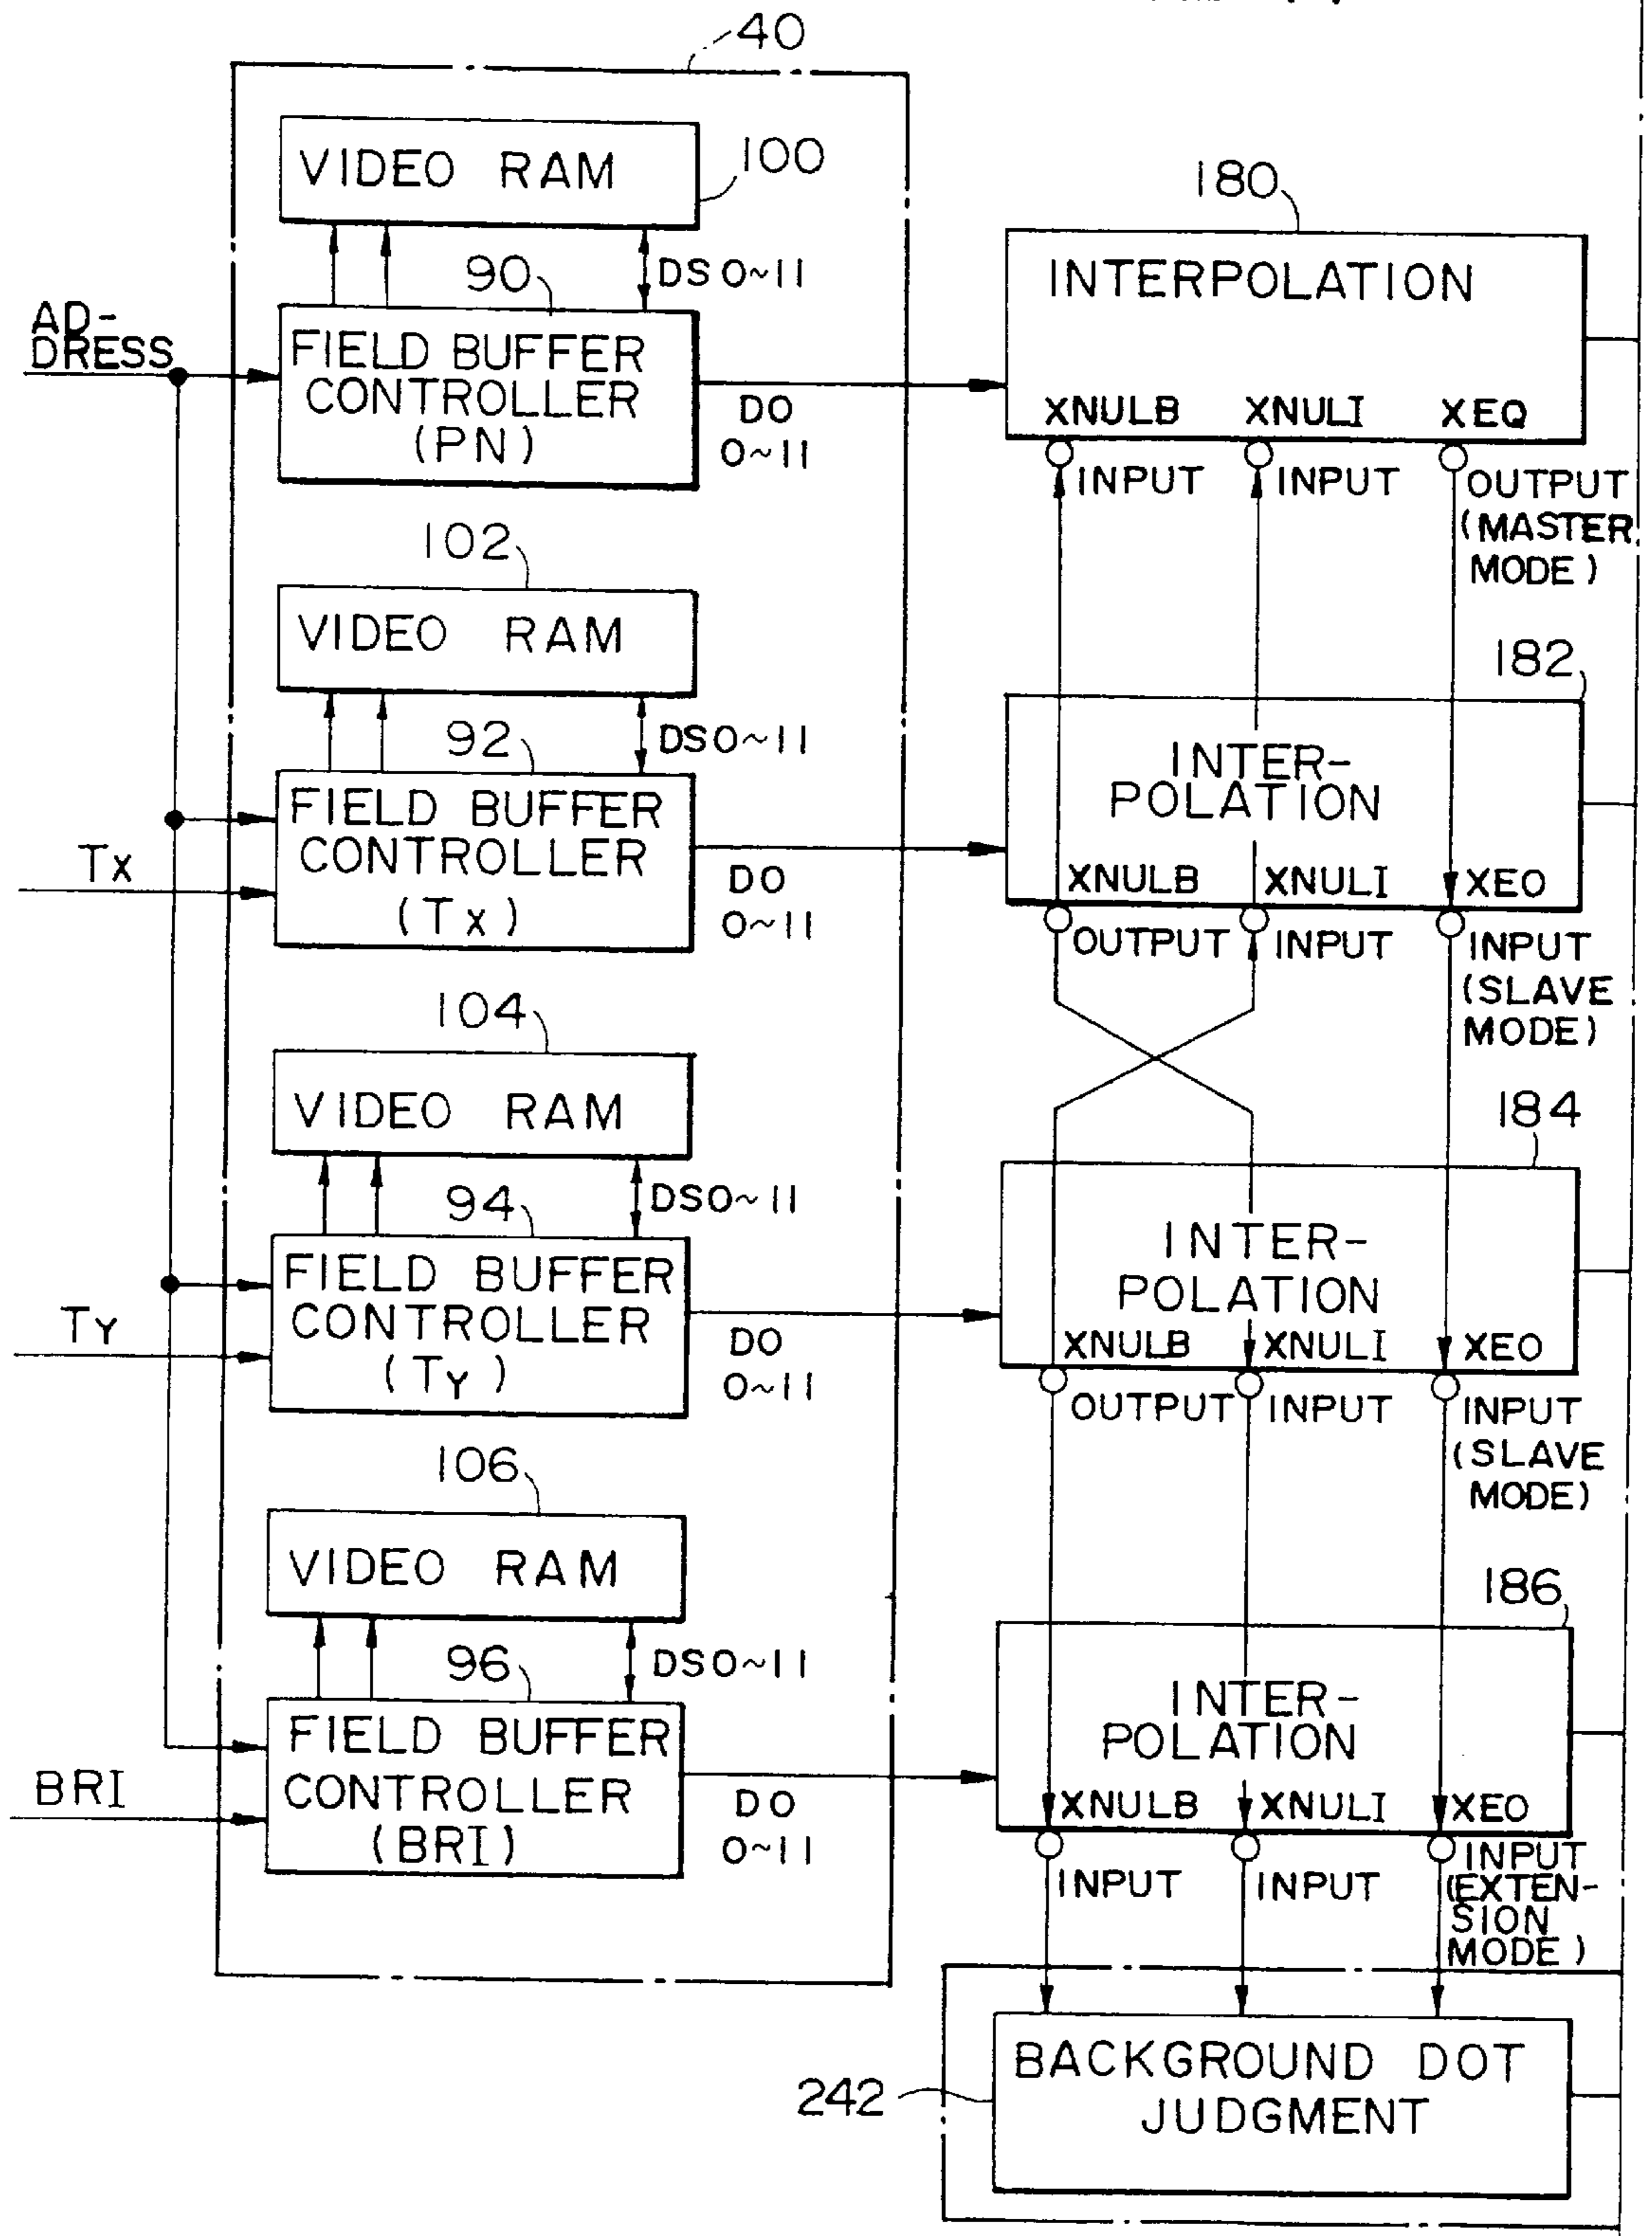 40
VIDEO RAM
100
90
DS0~11
AD-
DRESS
FIELD BUFFER
CONTROLLER
(PN)
DO
0~11
180
INTERPOLATION
XNULB XNULI XEQ
INPUT INPUT OUTPUT
(MASTER
MODE)
102
VIDEO RAM
92
DS0~11
FIELD BUFFER
CONTROLLER
(Tx)
Tx
DO
0~11
182
INTER-
POLATION
XNULB XNULI XEO
OUTPUT INPUT INPUT
(SLAVE
MODE)
104
VIDEO RAM
94
DS0~11
FIELD BUFFER
CONTROLLER
(TY)
TY
DO
0~11
184
INTER-
POLATION
XNULB XNULI XEO
OUTPUT INPUT INPUT
(SLAVE
MODE)
106
VIDEO RAM
96
DS0~11
FIELD BUFFER
CONTROLLER
(BRI)
BRI
DO
0~11
186
INTER-
POLATION
XNULB XNULI XEO
INPUT INPUT INPUT
(EXTEN-
SION
MODE)
242
BACKGROUND DOT
JUDGMENT